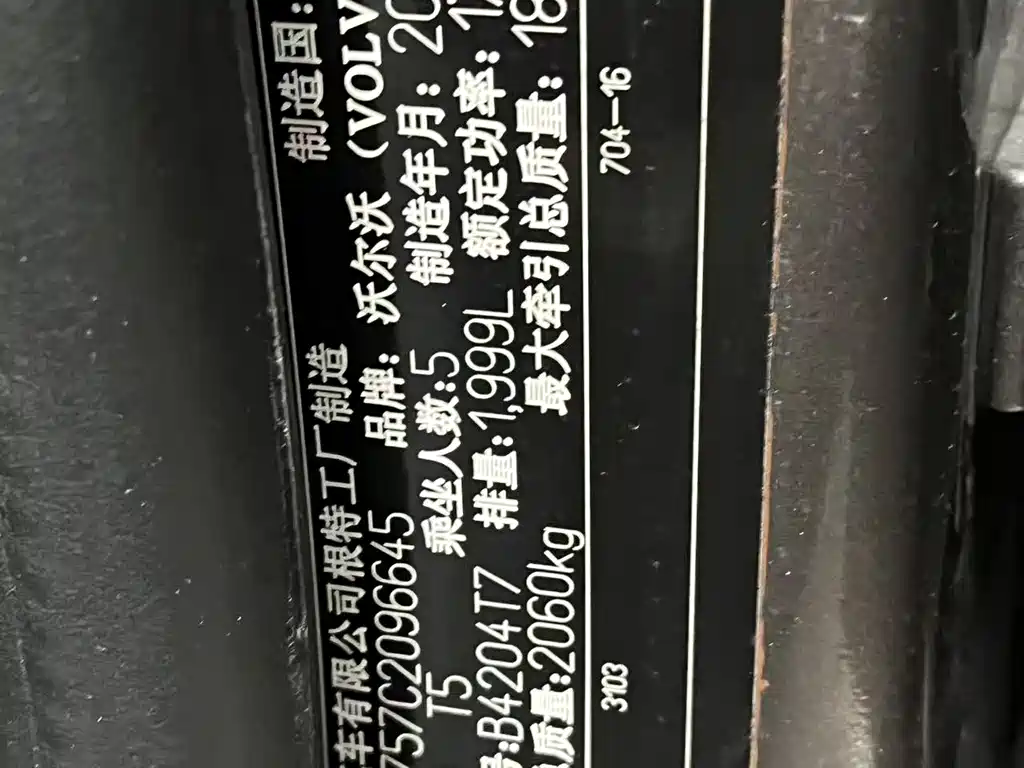 车有限公司根特工厂制造 制造国:
757C2096645 品牌: 沃尔沃 (VOLV
T5 乘坐人数:5 制造年月: 20
号:B4204T7 排量:1,999L 额定功率:
总质量:2060kg 最大牵引总质量: 18
3103 704-16